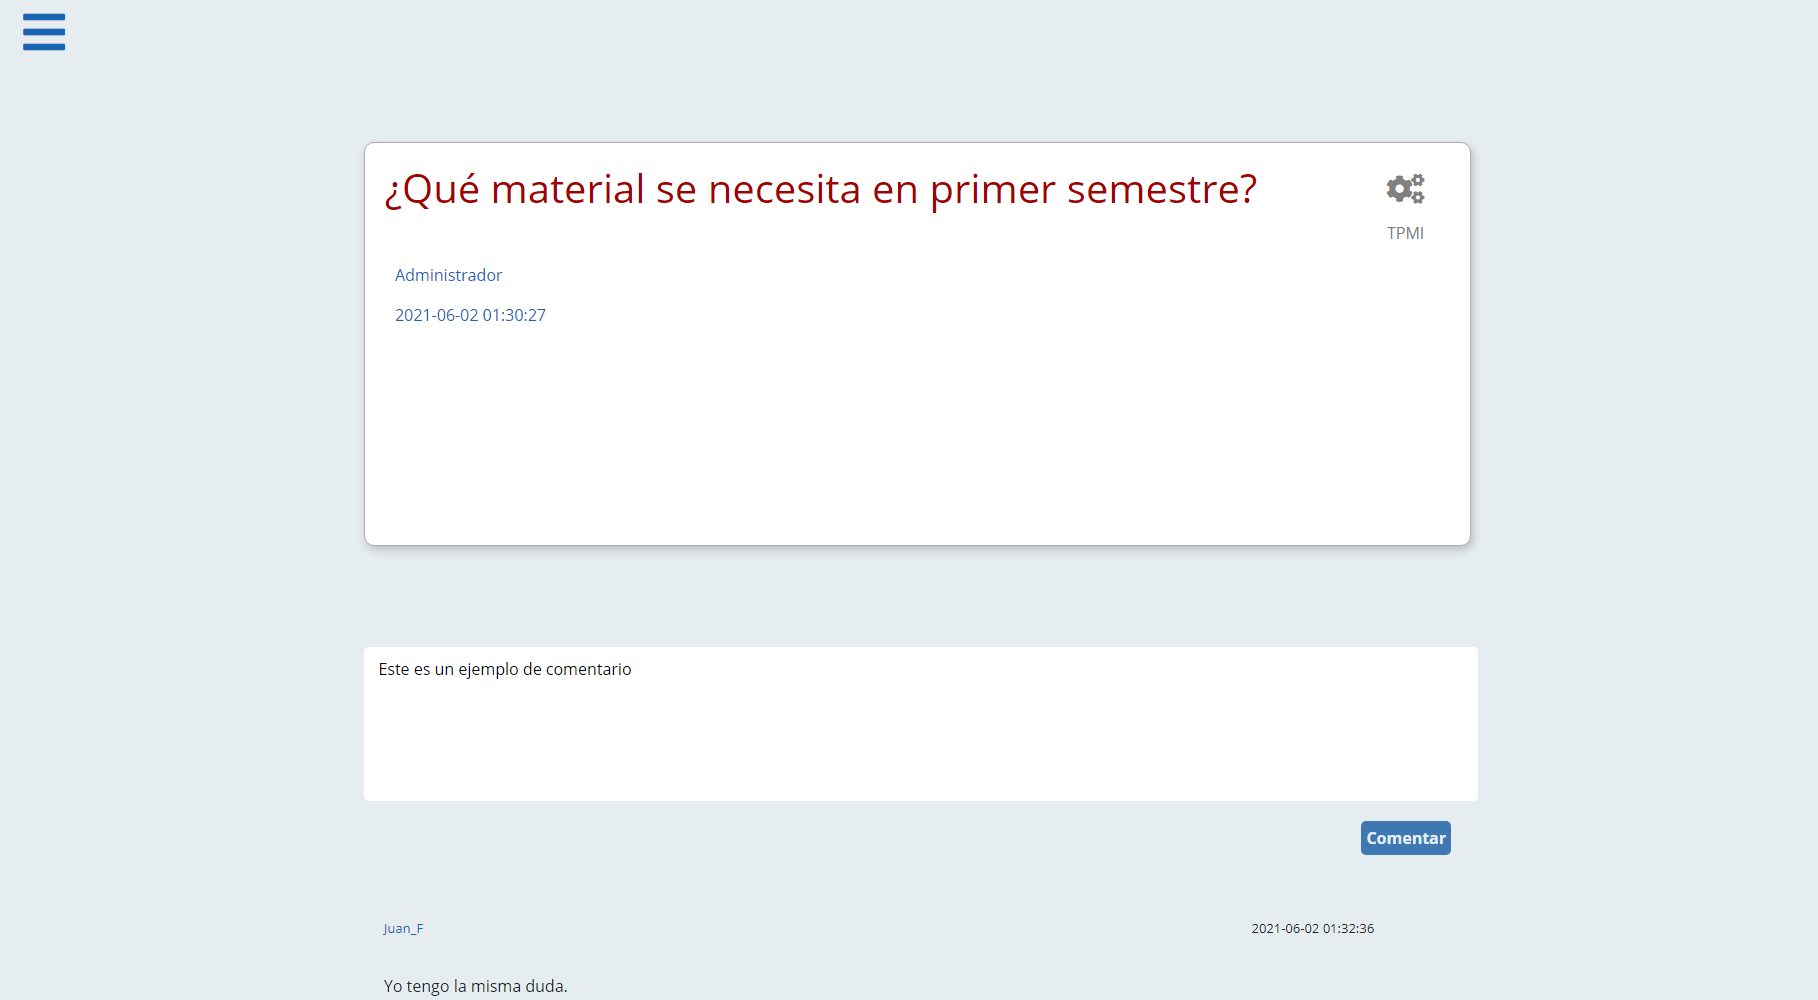 ¿Qué material se necesita en primer semestre?
TPMI
Administrador
2021-06-02 01:30:27
Este es un ejemplo de comentario
Comentar
Juan_F 2021-06-02 01:32:36
Yo tengo la misma duda.